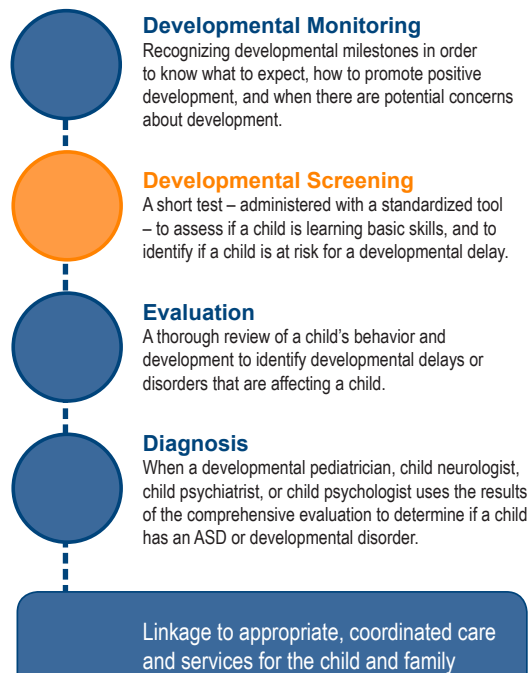 Developmental Monitoring
Recognizing developmental milestones in order
to know what to expect, how to promote positive
development, and when there are potential concerns
about development.
Developmental Screening
A short test – administered with a standardized tool
– to assess if a child is learning basic skills, and to
identify if a child is at risk for a developmental delay.
Evaluation
A thorough review of a child’s behavior and
development to identify developmental delays or
disorders that are affecting a child.
Diagnosis
When a developmental pediatrician, child neurologist,
child psychiatrist, or child psychologist uses the results
of the comprehensive evaluation to determine if a child
has an ASD or developmental disorder.
Linkage to appropriate, coordinated care
and services for the child and family